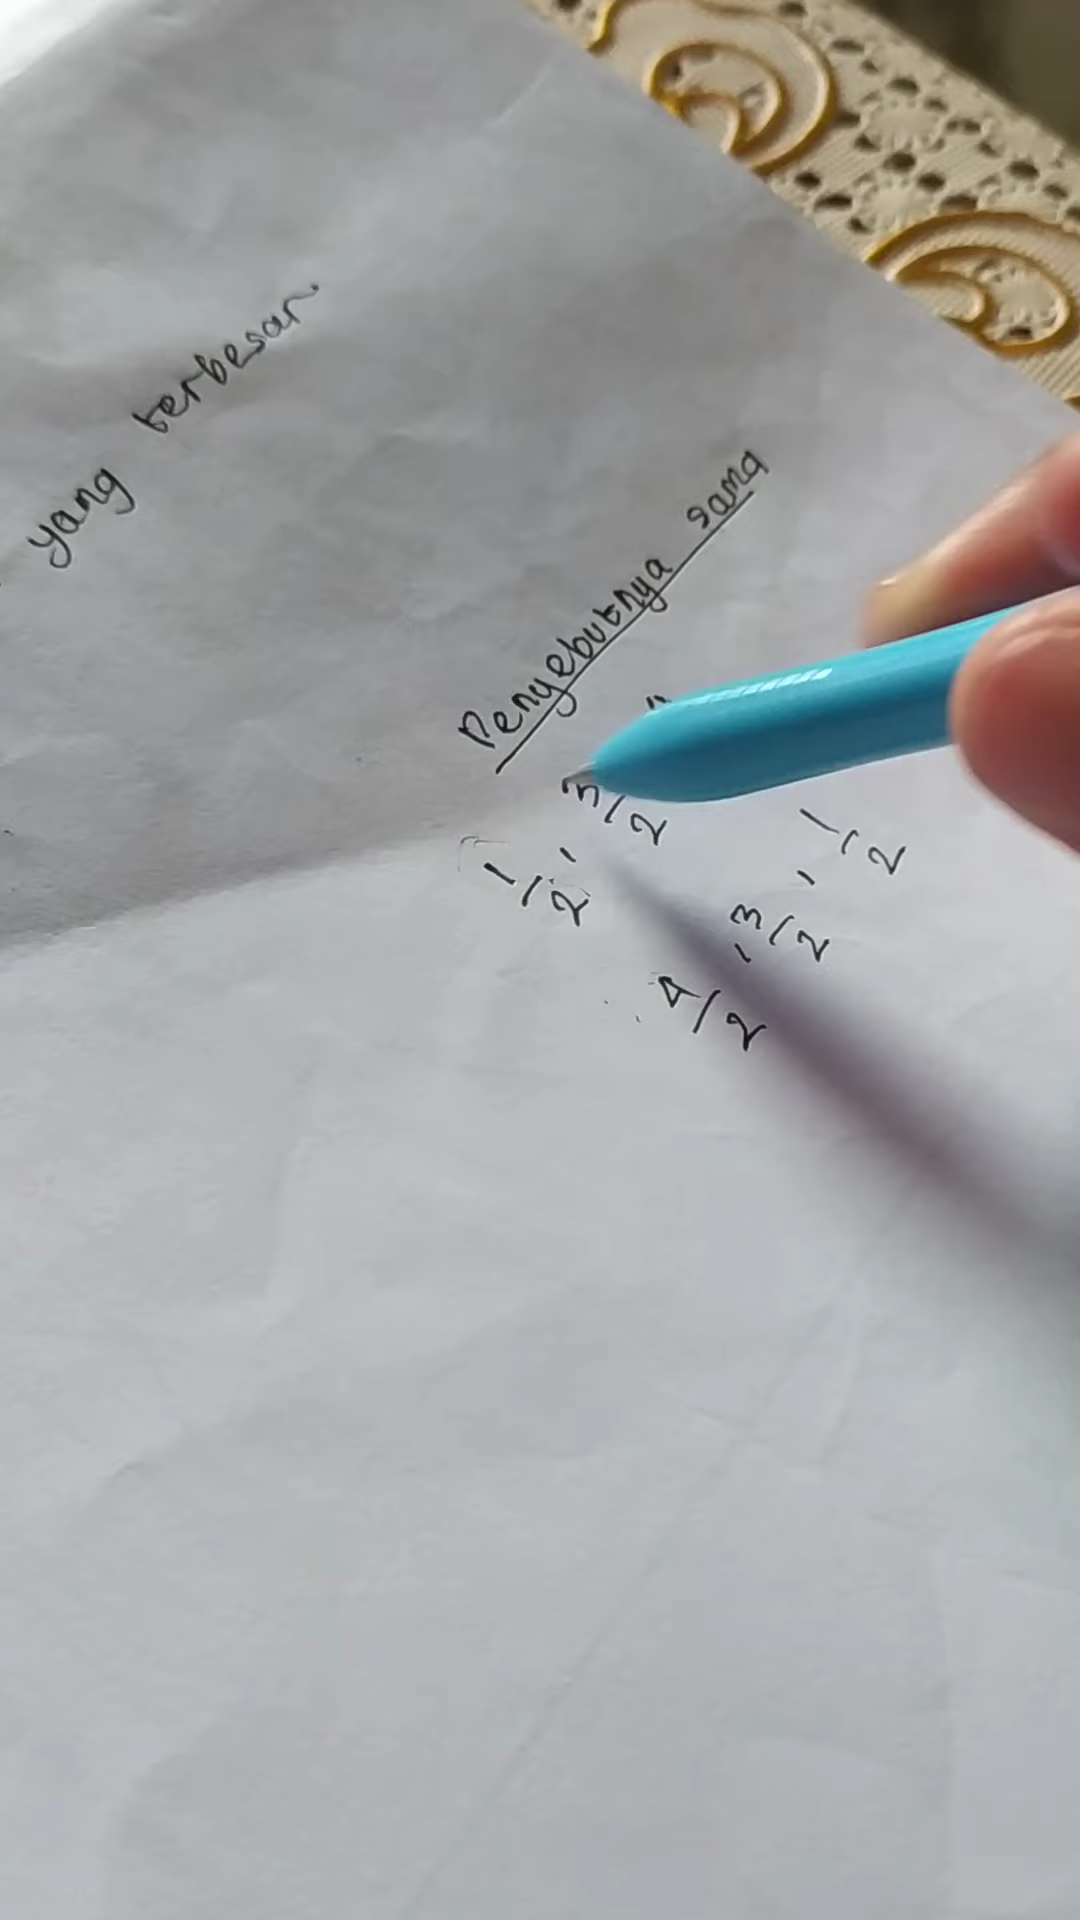 yang terbesar.
Penyebutnya sama
1/2, 3/2
4/2, 3/2, 1/2